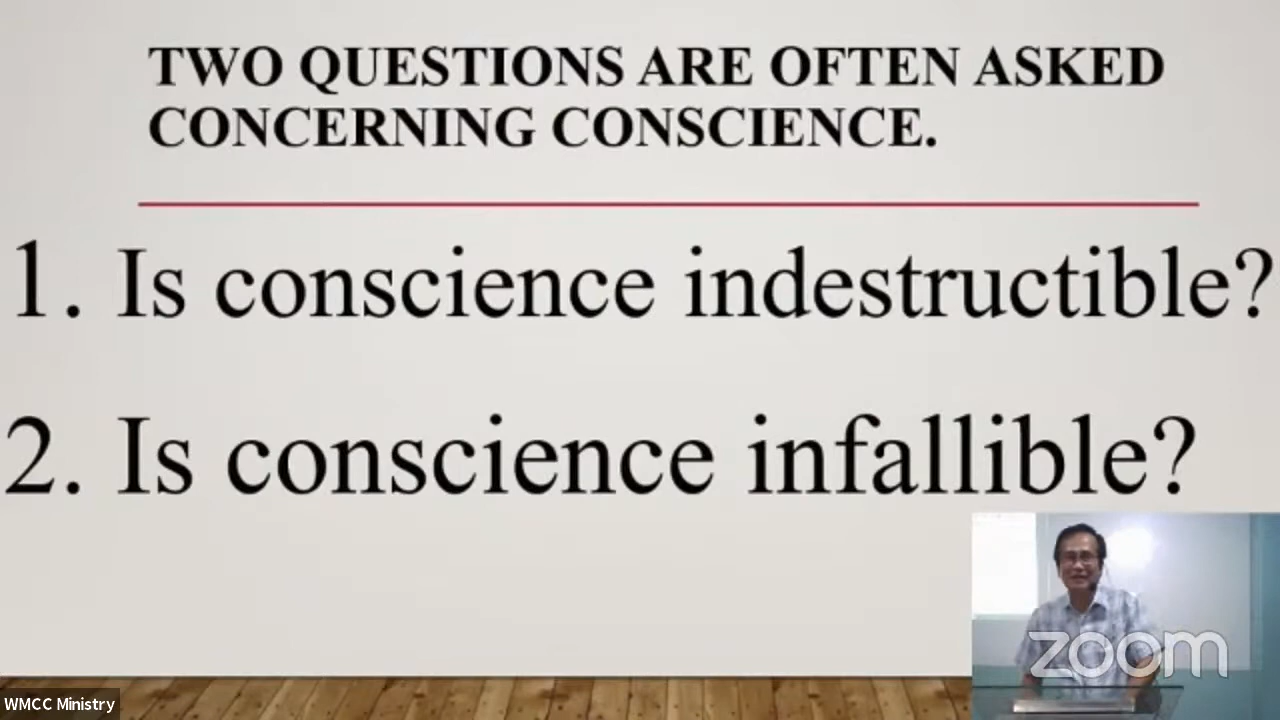 TWO QUESTIONS ARE OFTEN ASKED
CONCERNING CONSCIENCE.
1. Is conscience indestructible?
2. Is conscience infallible?
zoom
WMCC Ministry